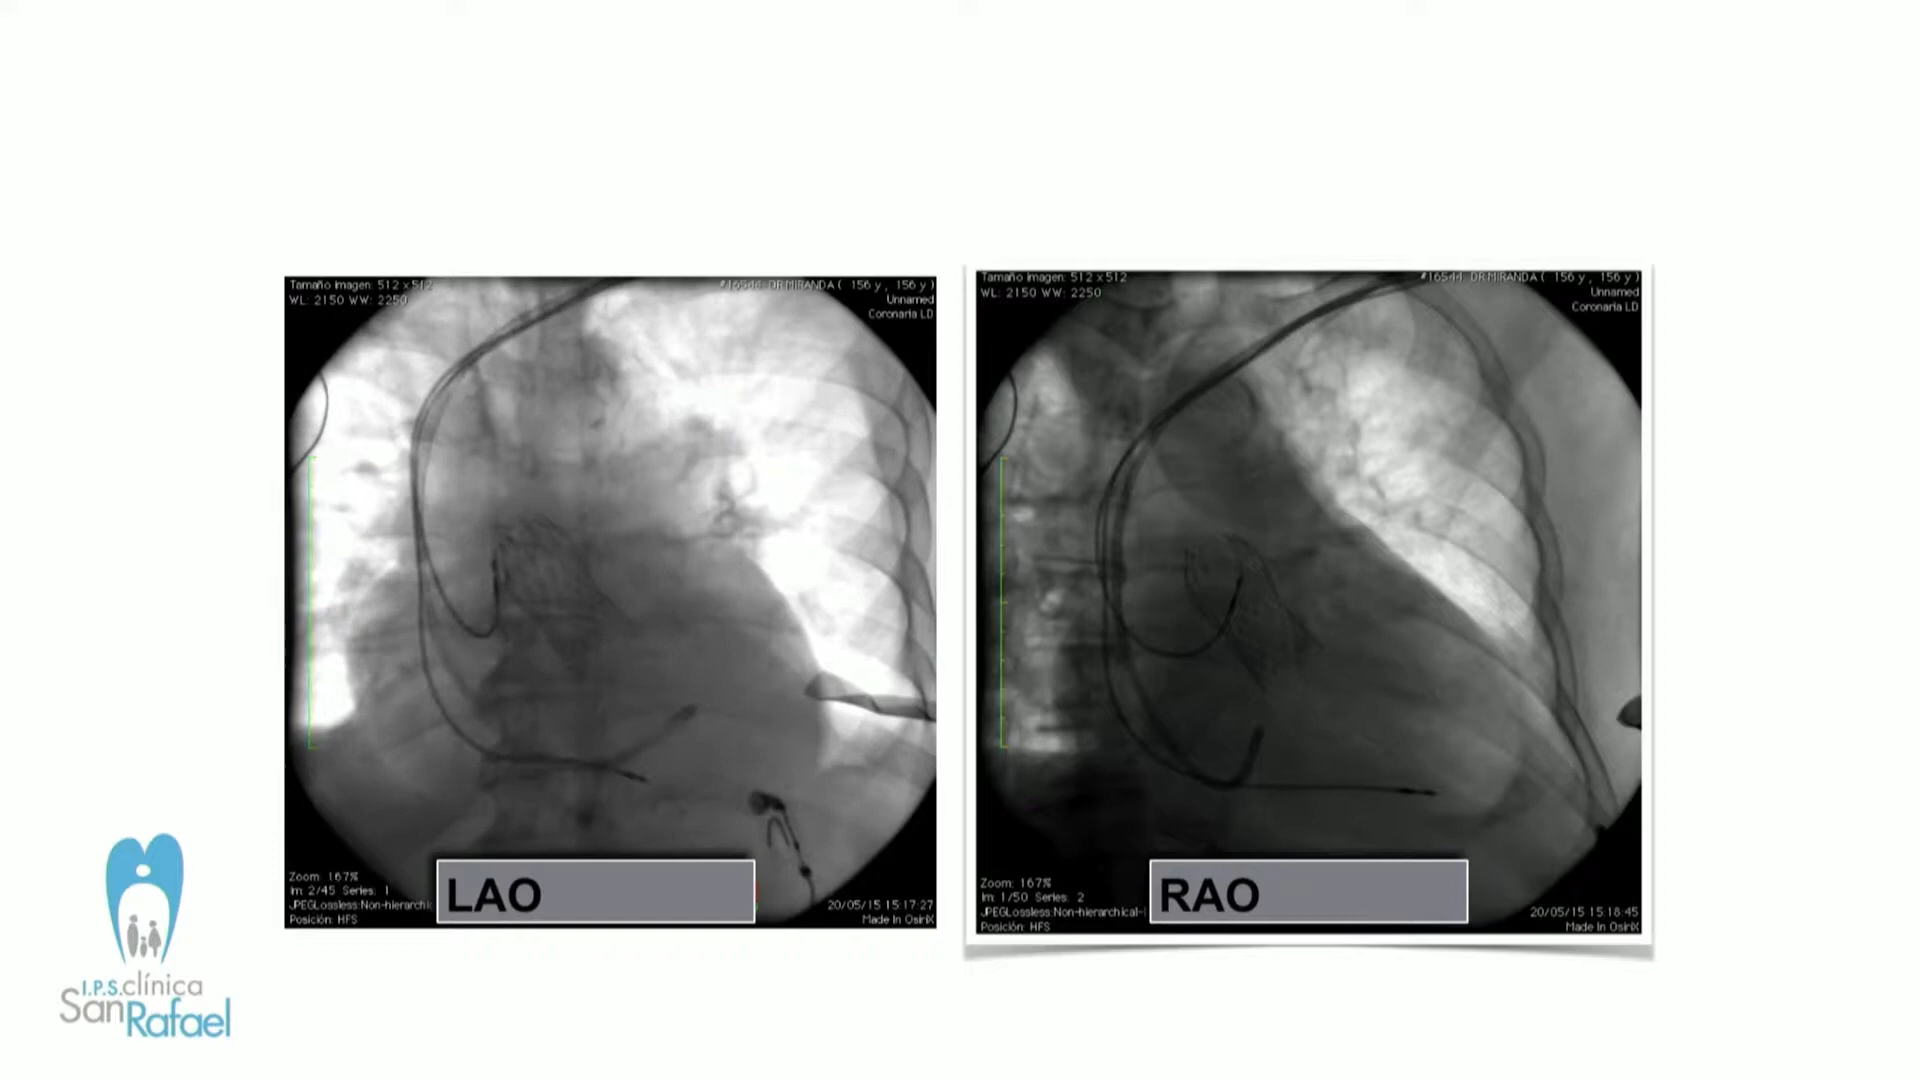 Tamaño Imagen: 512 x 512
WL: 2150 WW: 2250
#16544 DR MIRANDA ( 156 y , 156 y )
Unnamed
Coronaria LD
Zoom: 167%
Im: 2/45 Series: 1
JPEGLossless:Non-hierarchic
Posición: HFS
LAO
20/05/15 15:17:27
Made In OsiriX
Tamaño Imagen: 512 x 512
WL: 2150 WW: 2250
#16544 DR MIRANDA ( 156 y , 156 y )
Unnamed
Coronaria LD
Zoom: 167%
Im: 1/50 Series: 2
JPEGLossless:Non-hierarchical-
Posición: HFS
RAO
20/05/15 15:18:45
Made In OsiriX
I.P.S.clínica
SanRafael